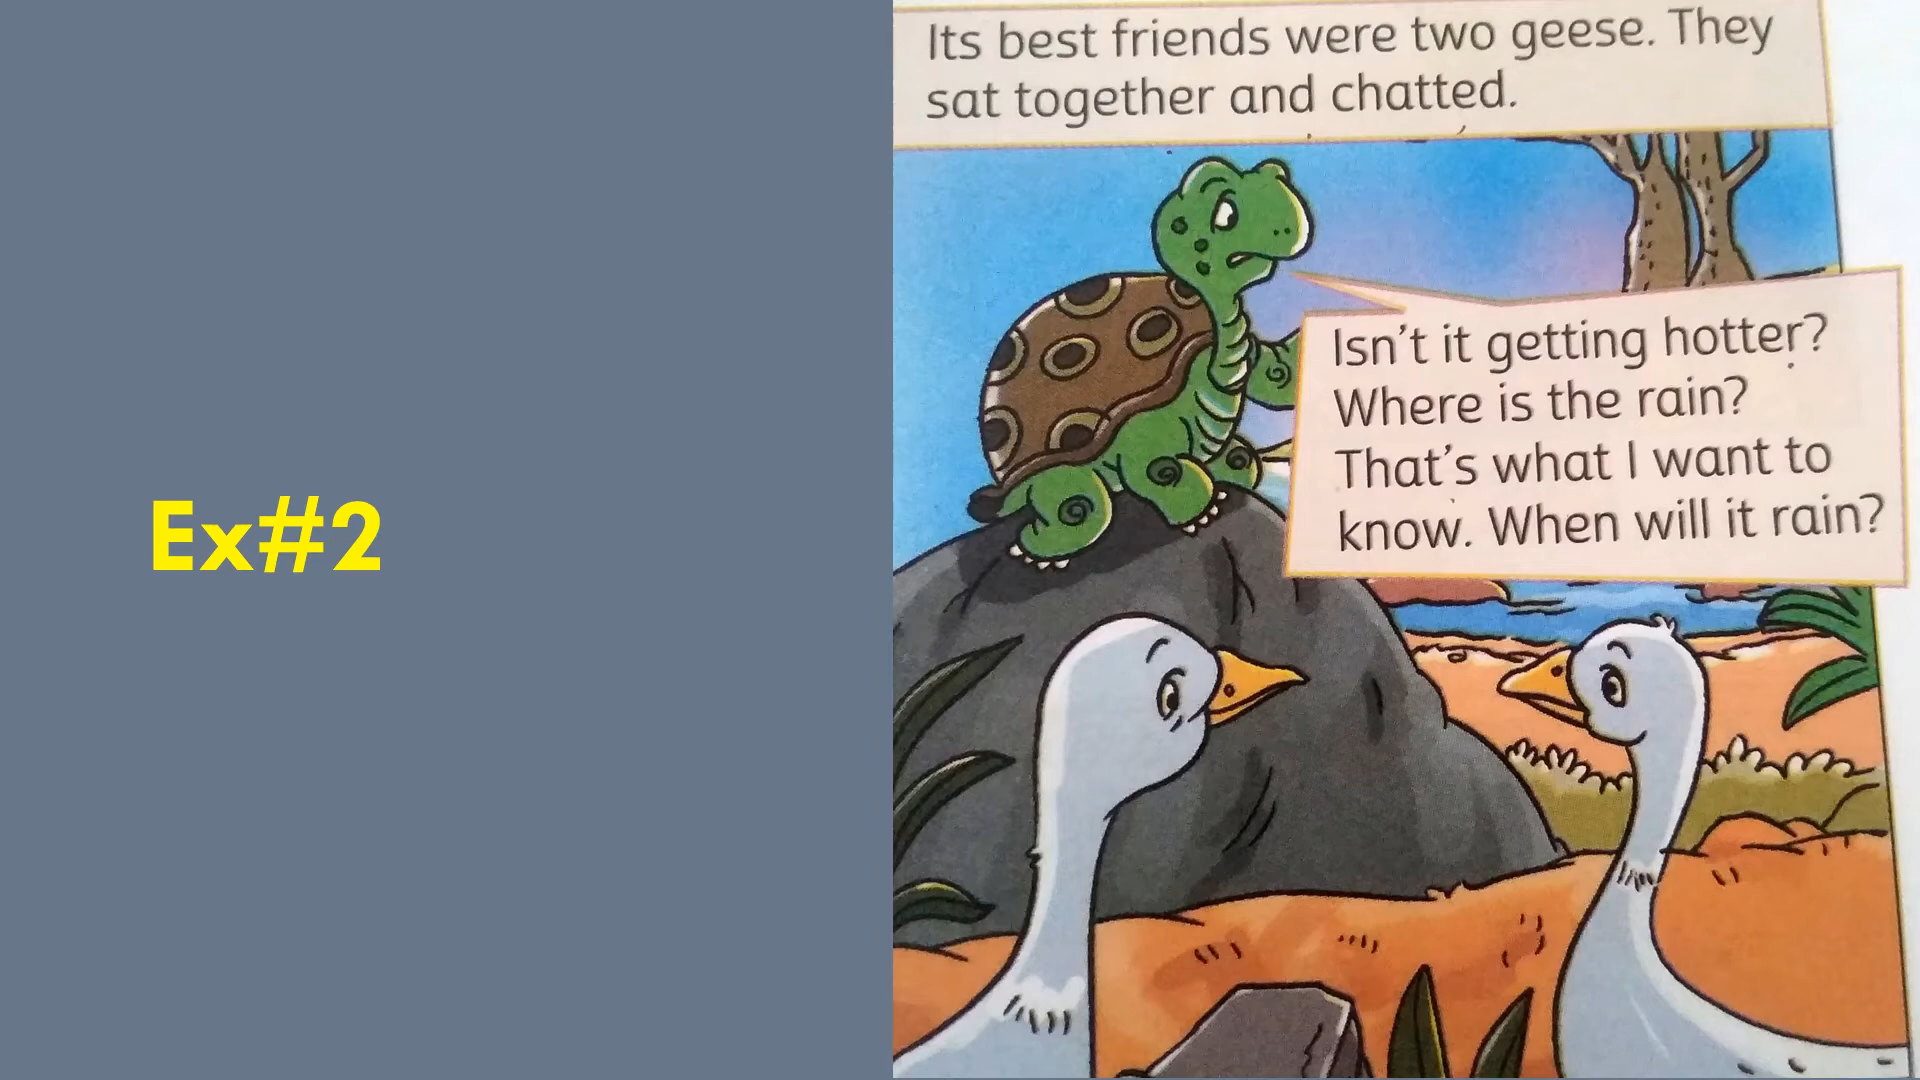 Ex#2
Its best friends were two geese. They
sat together and chatted.
Isn't it getting hotter?
Where is the rain?
That's what I want to
know. When will it rain?